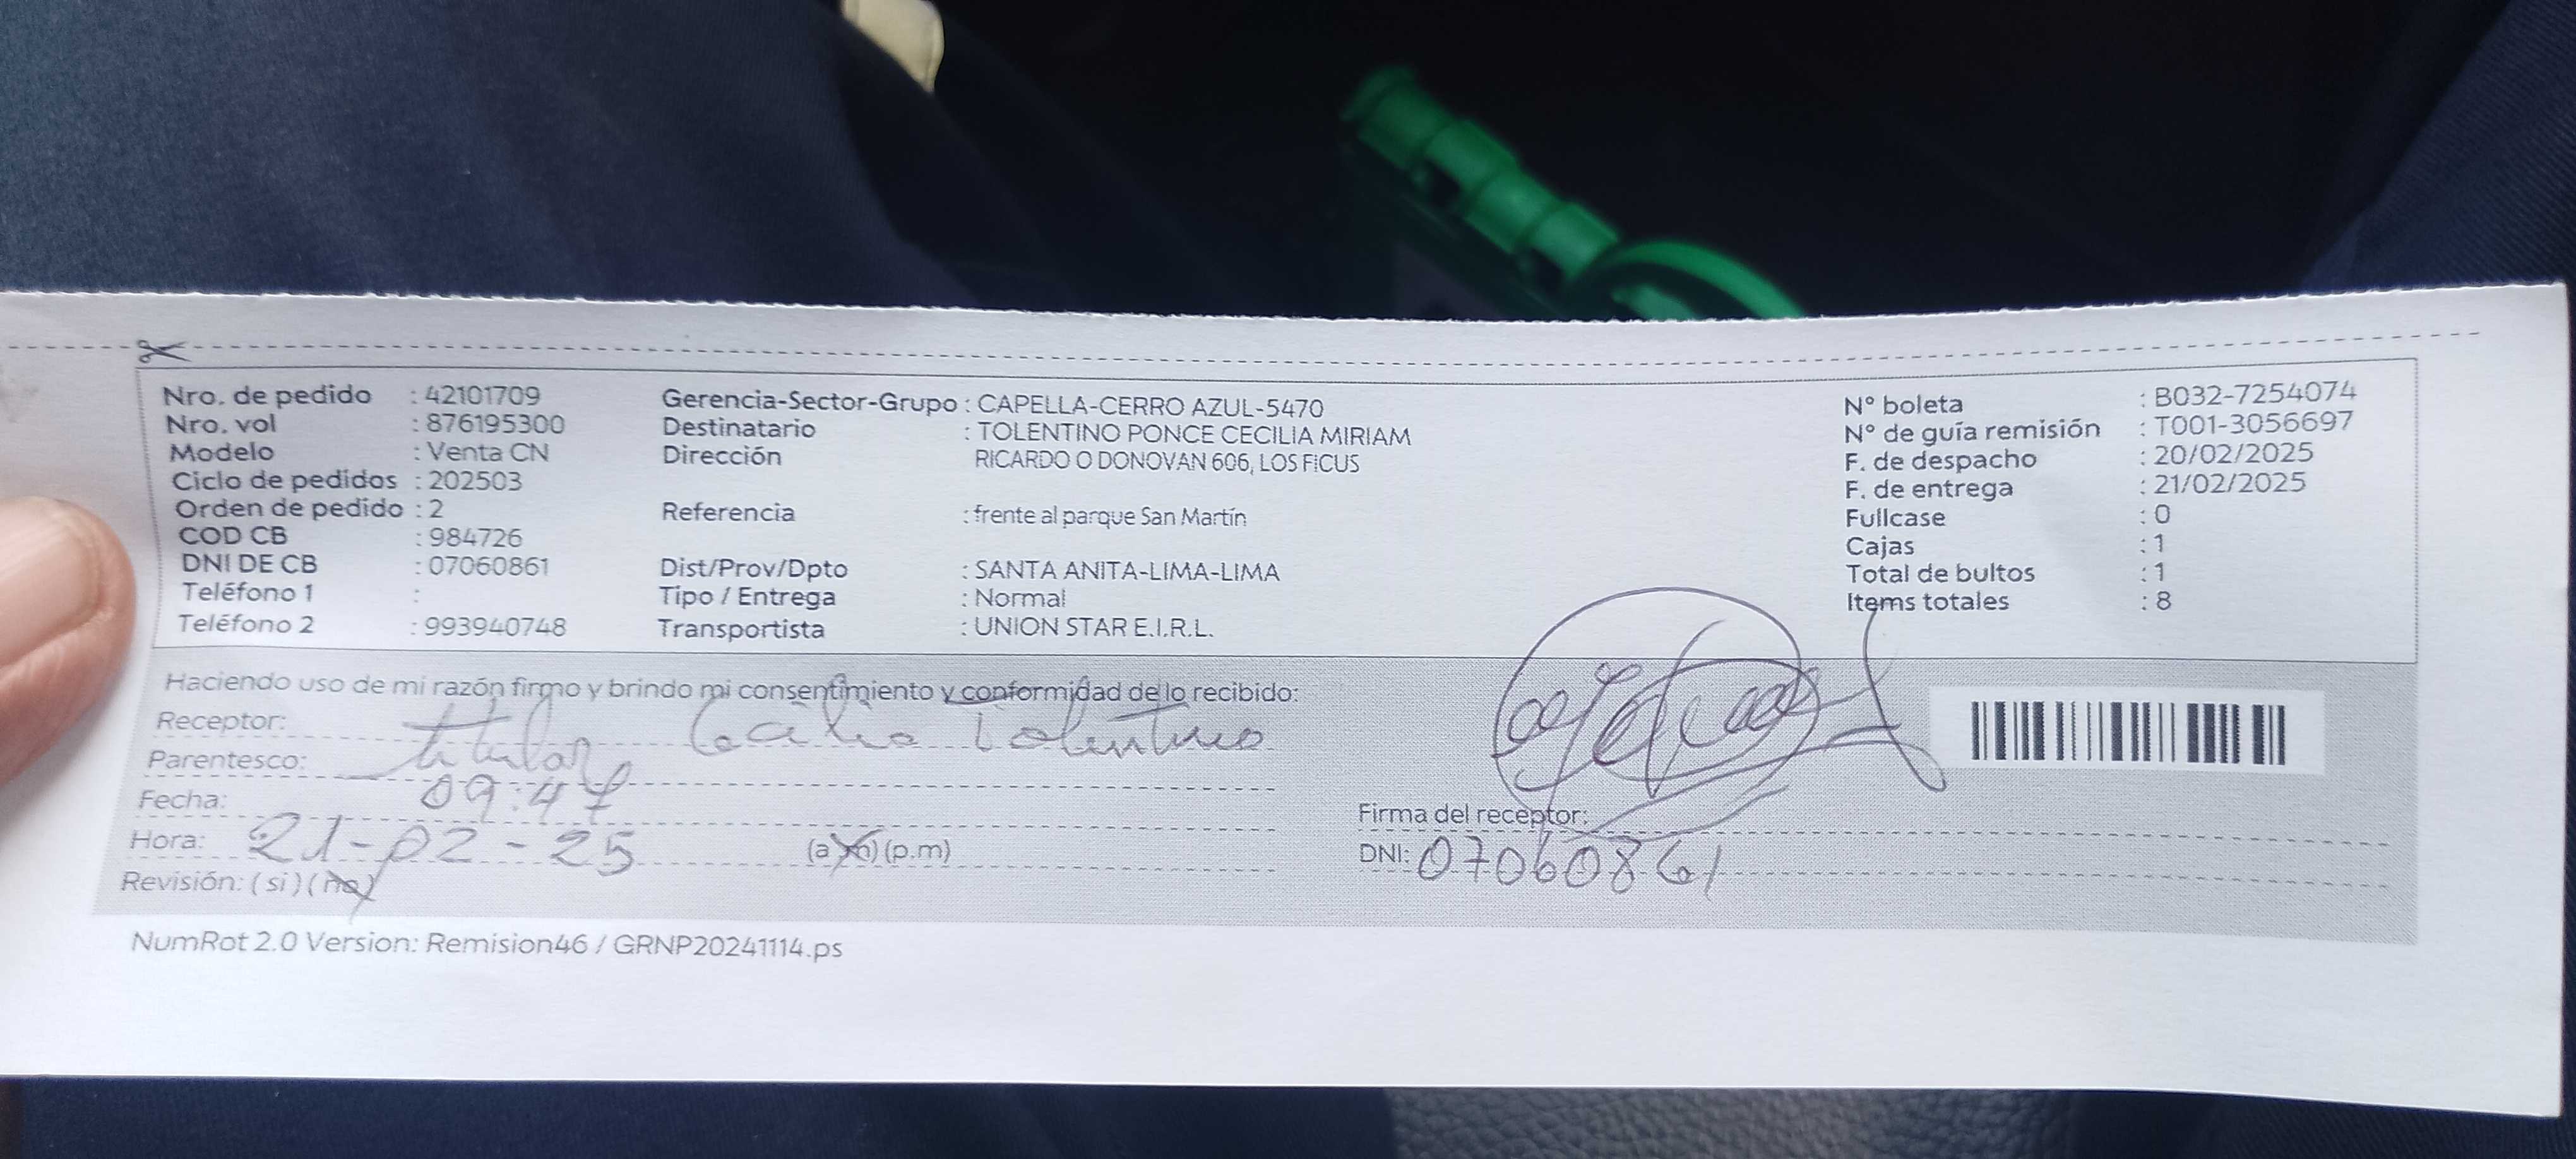 Nro. de pedido : 42101709
Nro. vol : 876195300
Modelo : Venta CN
Ciclo de pedidos : 202503
Orden de pedido : 2
COD CB : 984726
DNI DE CB : 07060861
Teléfono 1 :
Teléfono 2 : 993940748
Gerencia-Sector-Grupo : CAPELLA-CERRO AZUL-5470
Destinatario : TOLENTINO PONCE CECILIA MIRIAM
Dirección RICARDO O DONOVAN 606, LOS FICUS
Referencia : frente al parque San Martín
Dist/Prov/Dpto : SANTA ANITA-LIMA-LIMA
Tipo / Entrega : Normal
Transportista : UNION STAR E.I.R.L.
N° boleta : B032-7254074
N° de guía remisión : T001-3056697
F. de despacho : 20/02/2025
F. de entrega : 21/02/2025
Fullcase : 0
Cajas : 1
Total de bultos : 1
Items totales : 8
Haciendo uso de mi razón firmo y brindo mi consentimiento y conformidad de lo recibido:
Receptor: Cecilia Tolentino
Parentesco: titular
Fecha: 09:47
Hora: 21-02-25 (a.m) (p.m)
Revisión: (si) (no)
Firma del receptor:
DNI: 07060861
NumRot 2.0 Version: Remision46 / GRNP20241114.ps